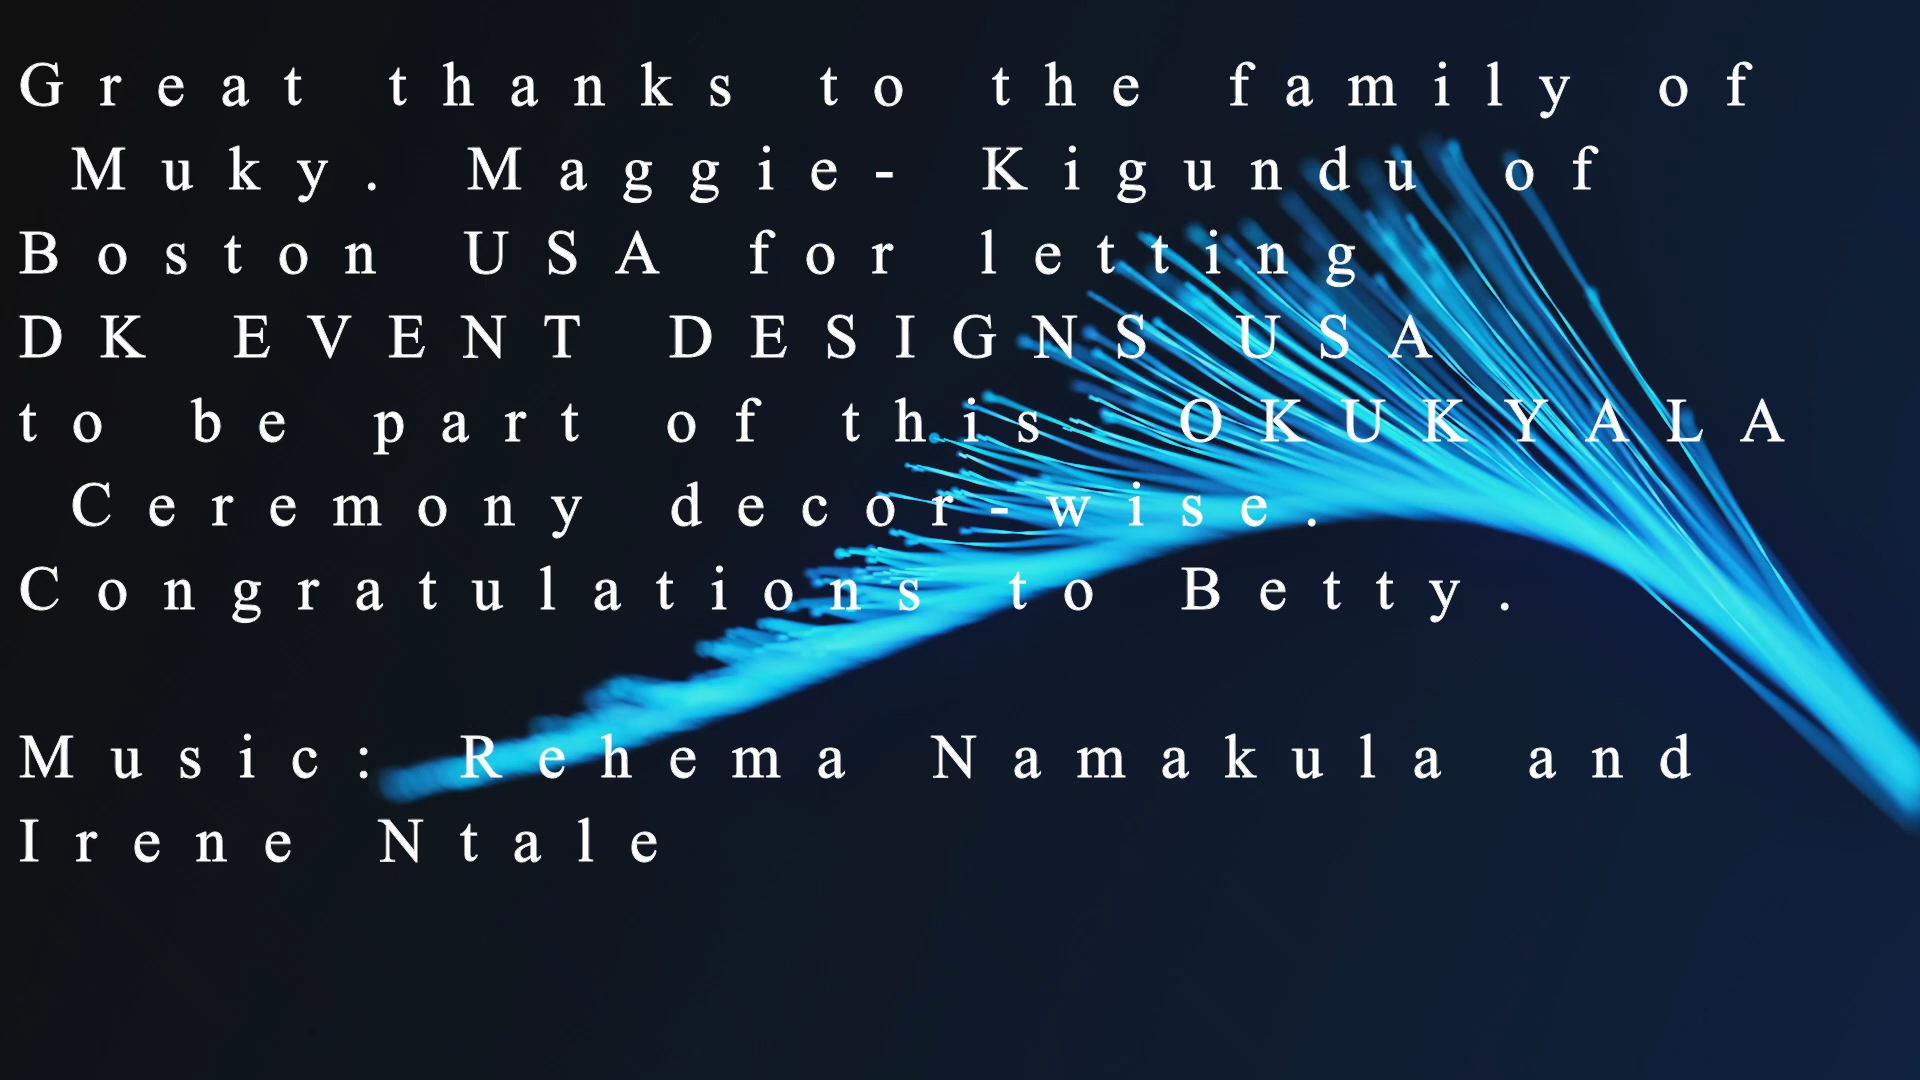 Great thanks to the family of
Muky. Maggie- Kigundu of
Boston USA for letting
DK EVENT DESIGNS USA
to be part of this OKUKYALA
Ceremony decor-wise.
Congratulations to Betty.
Music: Rehema Namakula and
Irene Ntale